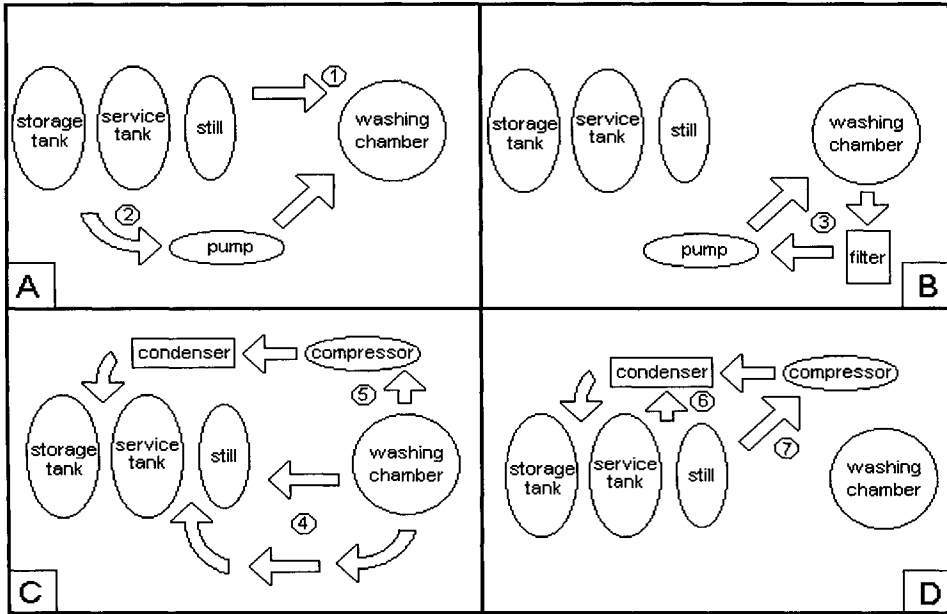 storage
tank
service
tank
still
1
washing
chamber
2
pump
A
storage
tank
service
tank
still
washing
chamber
3
pump
filter
B
condenser
compressor
5
storage
tank
service
tank
still
washing
chamber
4
C
condenser
compressor
6
storage
tank
service
tank
still
7
washing
chamber
D